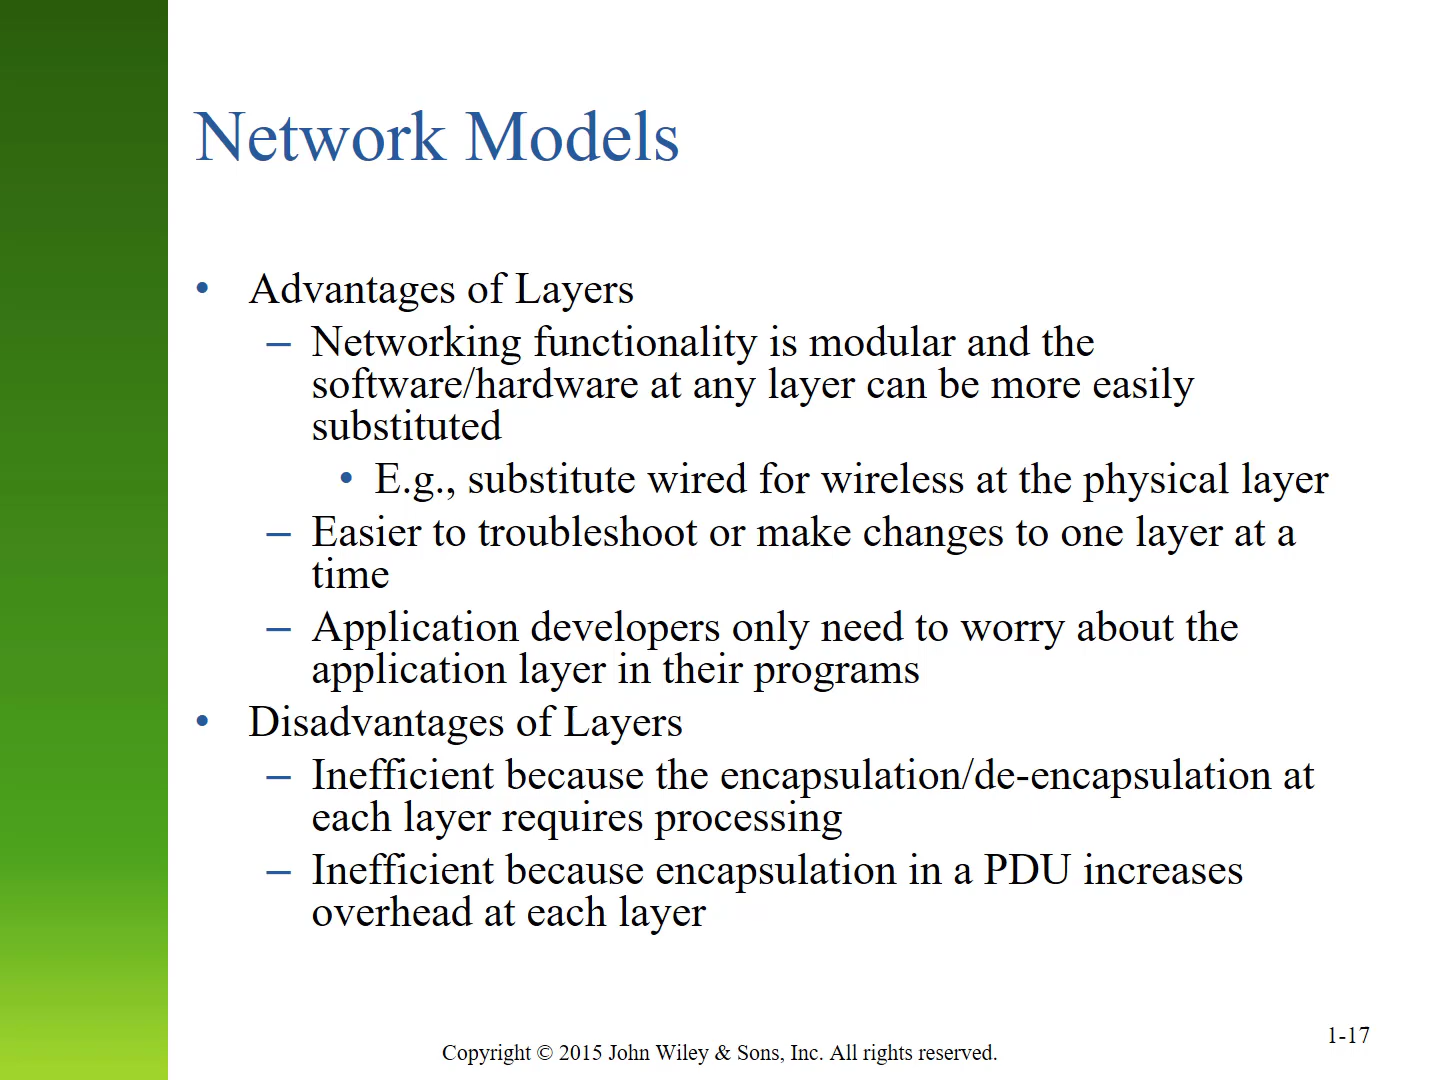 Network Models
• Advantages of Layers
– Networking functionality is modular and the
software/hardware at any layer can be more easily
substituted
• E.g., substitute wired for wireless at the physical layer
– Easier to troubleshoot or make changes to one layer at a
time
– Application developers only need to worry about the
application layer in their programs
• Disadvantages of Layers
– Inefficient because the encapsulation/de-encapsulation at
each layer requires processing
– Inefficient because encapsulation in a PDU increases
overhead at each layer
1-17
Copyright © 2015 John Wiley & Sons, Inc. All rights reserved.